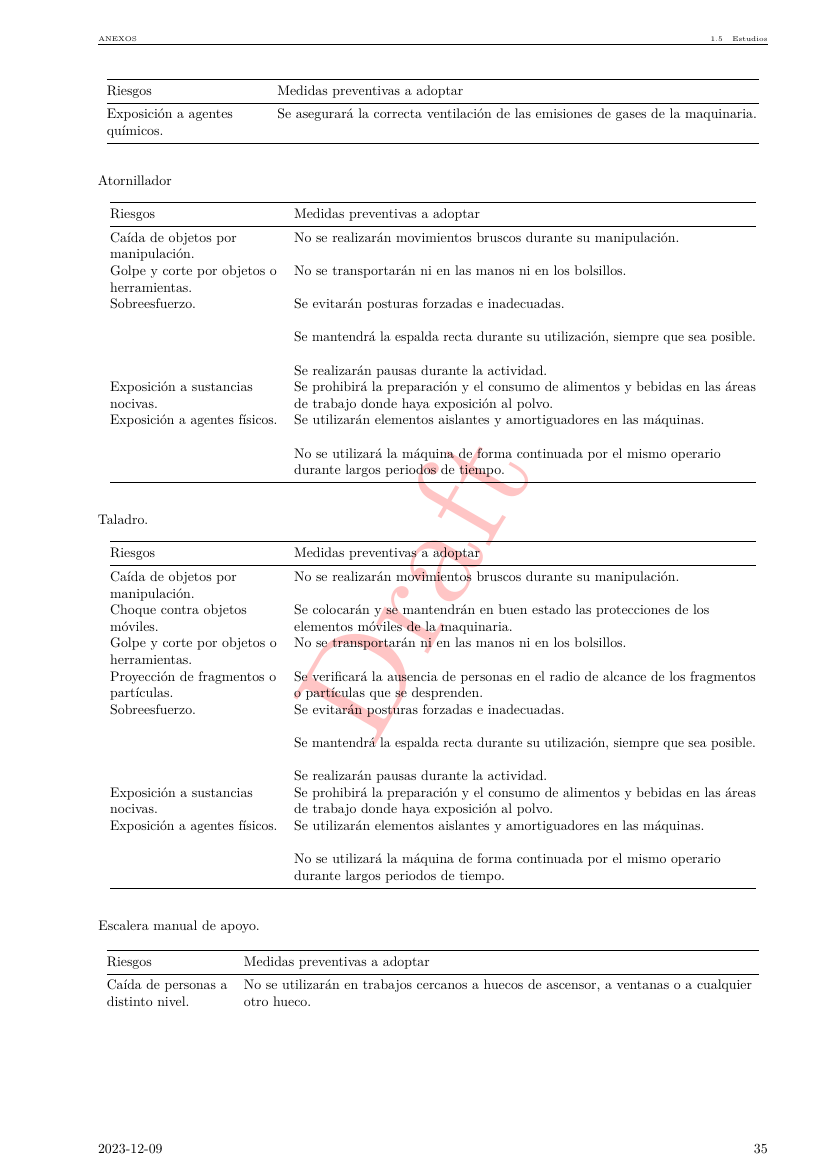 ANEXOS 1.5 Estudios
Riesgos Medidas preventivas a adoptar
Exposición a agentes Se asegurará la correcta ventilación de las emisiones de gases de la maquinaria.
químicos.
Atornillador
Riesgos Medidas preventivas a adoptar
Caída de objetos por No se realizarán movimientos bruscos durante su manipulación.
manipulación.
Golpe y corte por objetos o No se transportarán ni en las manos ni en los bolsillos.
herramientas.
Sobreesfuerzo. Se evitarán posturas forzadas e inadecuadas.
Se mantendrá la espalda recta durante su utilización, siempre que sea posible.
Se realizarán pausas durante la actividad.
Exposición a sustancias Se prohibirá la preparación y el consumo de alimentos y bebidas en las áreas
nocivas. de trabajo donde haya exposición al polvo.
Exposición a agentes físicos. Se utilizarán elementos aislantes y amortiguadores en las máquinas.
No se utilizará la máquina de forma continuada por el mismo operario
durante largos periodos de tiempo.
Taladro.
Riesgos Medidas preventivas a adoptar
Caída de objetos por No se realizarán movimientos bruscos durante su manipulación.
manipulación.
Choque contra objetos Se colocarán y se mantendrán en buen estado las protecciones de los
móviles. elementos móviles de la maquinaria.
Golpe y corte por objetos o No se transportarán ni en las manos ni en los bolsillos.
herramientas.
Proyección de fragmentos o Se verificará la ausencia de personas en el radio de alcance de los fragmentos
partículas. o partículas que se desprenden.
Sobreesfuerzo. Se evitarán posturas forzadas e inadecuadas.
Se mantendrá la espalda recta durante su utilización, siempre que sea posible.
Se realizarán pausas durante la actividad.
Exposición a sustancias Se prohibirá la preparación y el consumo de alimentos y bebidas en las áreas
nocivas. de trabajo donde haya exposición al polvo.
Exposición a agentes físicos. Se utilizarán elementos aislantes y amortiguadores en las máquinas.
No se utilizará la máquina de forma continuada por el mismo operario
durante largos periodos de tiempo.
Escalera manual de apoyo.
Riesgos Medidas preventivas a adoptar
Caída de personas a No se utilizarán en trabajos cercanos a huecos de ascensor, a ventanas o a cualquier
distinto nivel. otro hueco.
Draft
2023-12-09 35